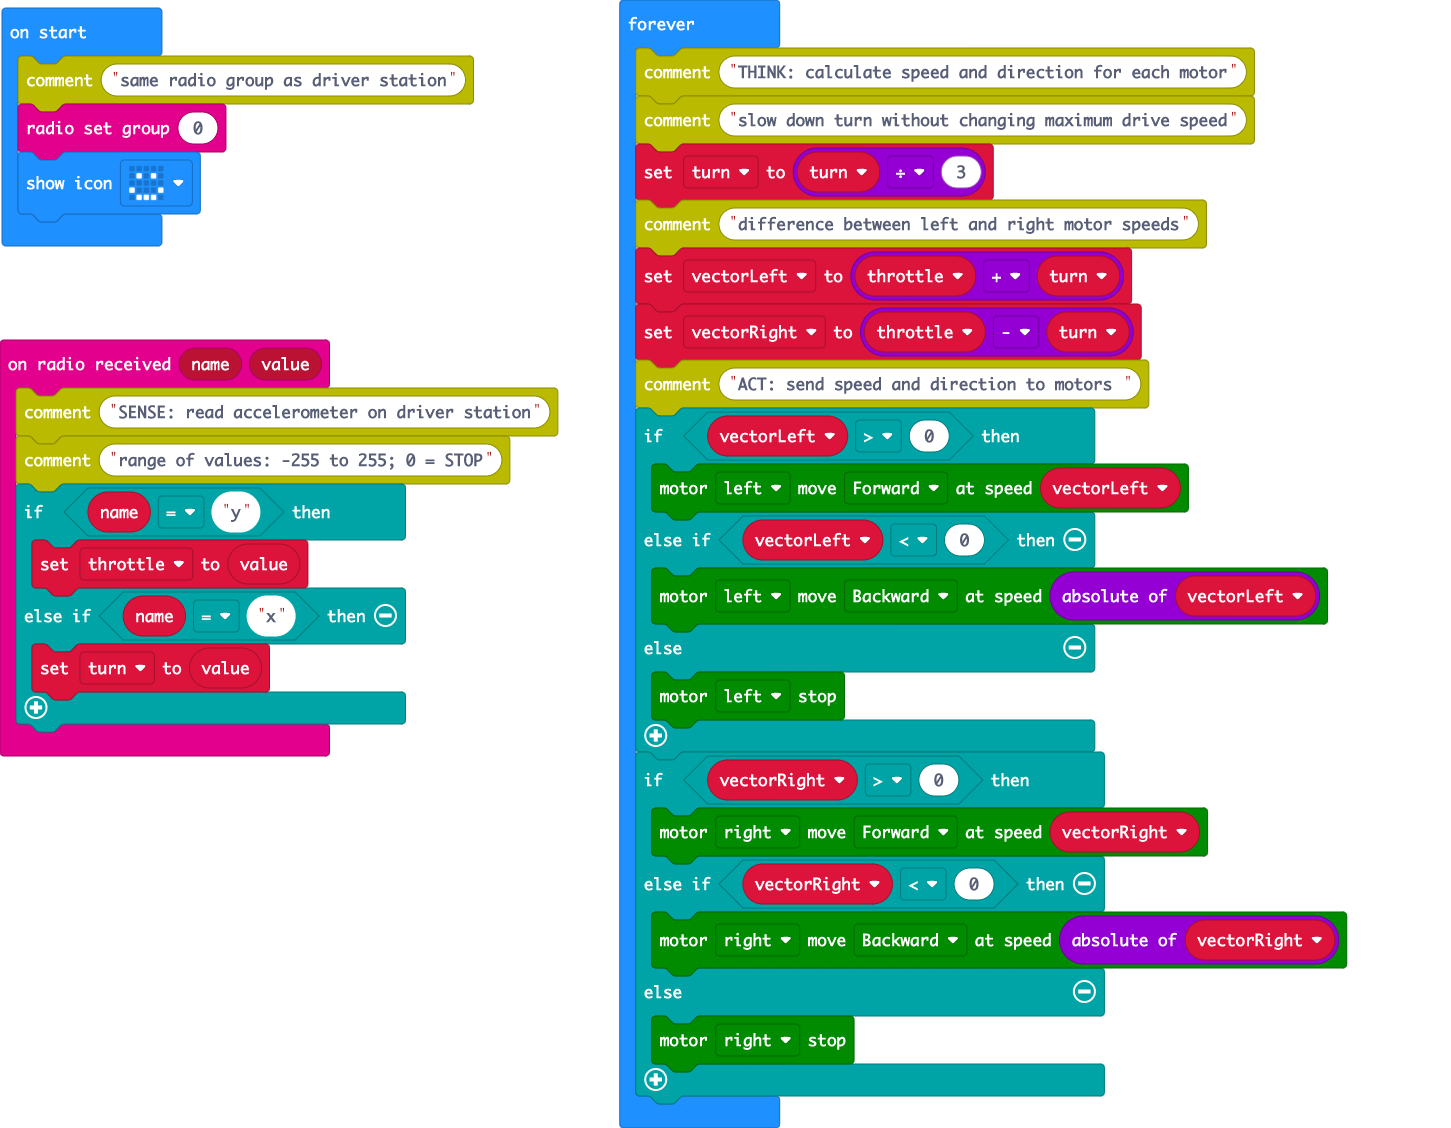 on start
comment "same radio group as driver station"
radio set group 0
show icon
on radio received name value
comment "SENSE: read accelerometer on driver station"
comment "range of values: -255 to 255; 0 = STOP"
if name = "y" then
set throttle to value
else if name = "x" then
set turn to value
forever
comment "THINK: calculate speed and direction for each motor"
comment "slow down turn without changing maximum drive speed"
set turn to turn ÷ 3
comment "difference between left and right motor speeds"
set vectorLeft to throttle + turn
set vectorRight to throttle - turn
comment "ACT: send speed and direction to motors "
if vectorLeft > 0 then
motor left move Forward at speed vectorLeft
else if vectorLeft < 0 then
motor left move Backward at speed absolute of vectorLeft
else
motor left stop
if vectorRight > 0 then
motor right move Forward at speed vectorRight
else if vectorRight < 0 then
motor right move Backward at speed absolute of vectorRight
else
motor right stop